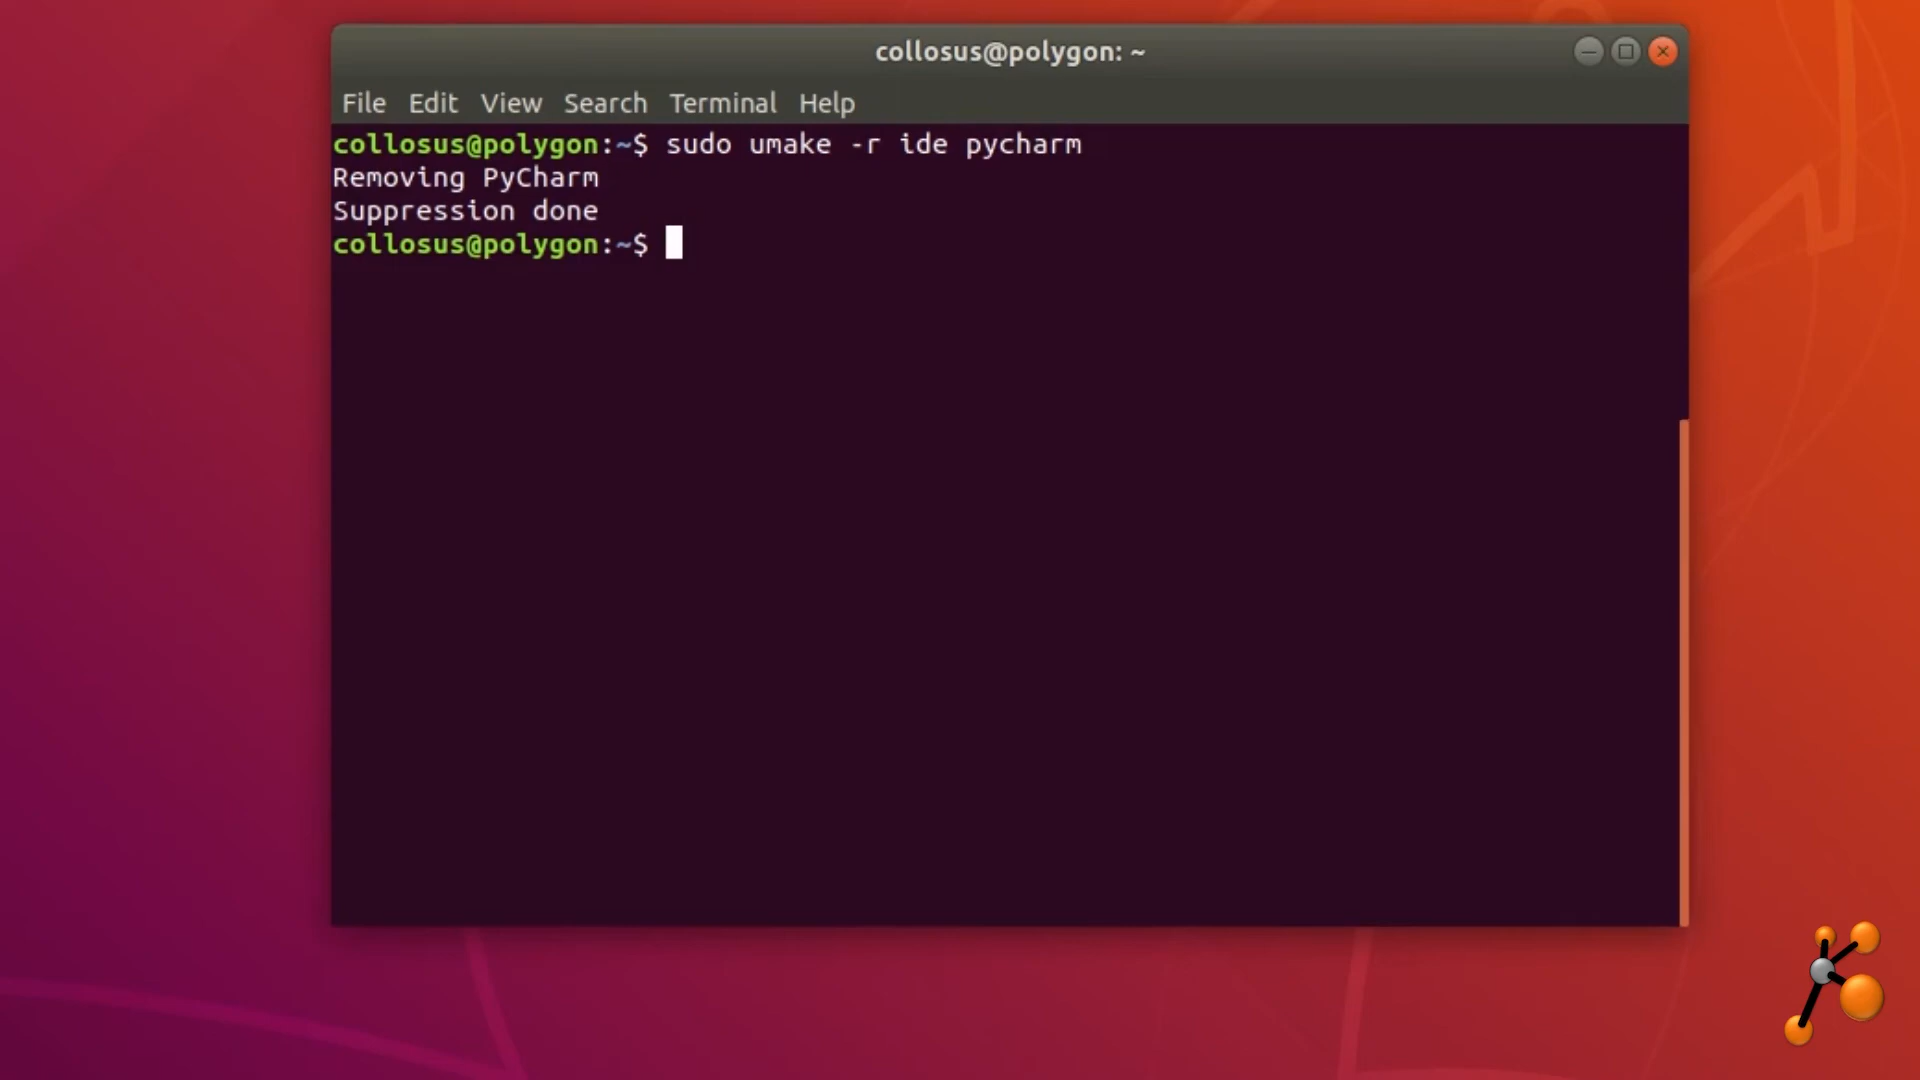 collosus@polygon: ~
File Edit View Search Terminal Help
collosus@polygon:~$ sudo umake -r ide pycharm
Removing PyCharm
Suppression done
collosus@polygon:~$